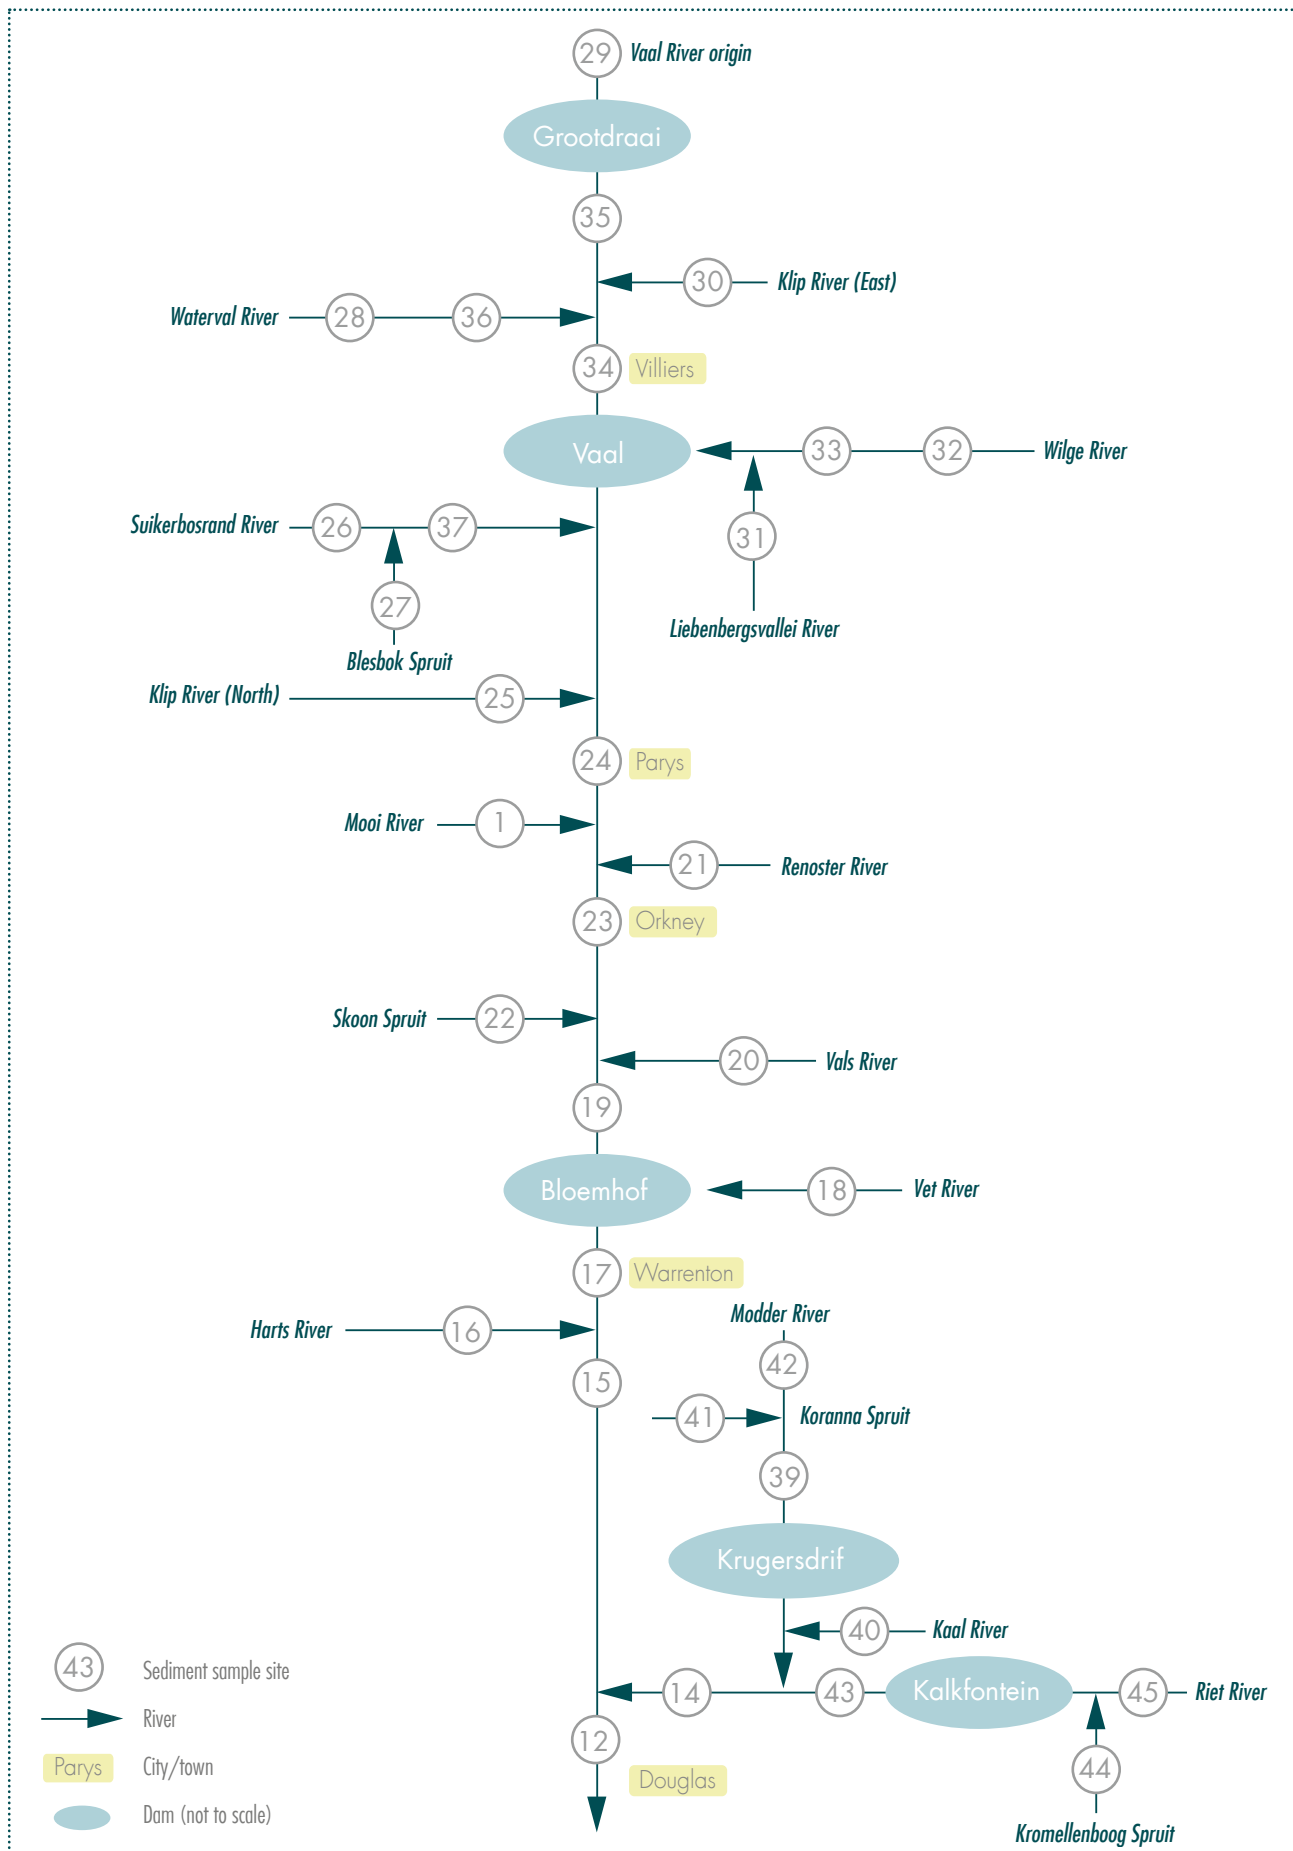 29 Vaal River origin
Grootdraai
35
30 Klip River (East)
Waterval River 28 36
34 Villiers
Vaal 33 32 Wilge River
Suikerbosrand River 26 37
31
27
Liebenbergsvallei River
Blesbok Spruit
Klip River (North) 25
24 Parys
Mooi River 1
21 Renoster River
23 Orkney
Skoon Spruit 22
20 Vals River
19
Bloemhof 18 Vet River
17 Warrenton
Modder River
Harts River 16
42
15
41 Koranna Spruit
39
Krugersdrif
40 Kaal River
14 43 Kalkfontein 45 Riet River
12
44
Douglas
Kromellenboog Spruit
43 Sediment sample site
River
Parys City/town
Dam (not to scale)